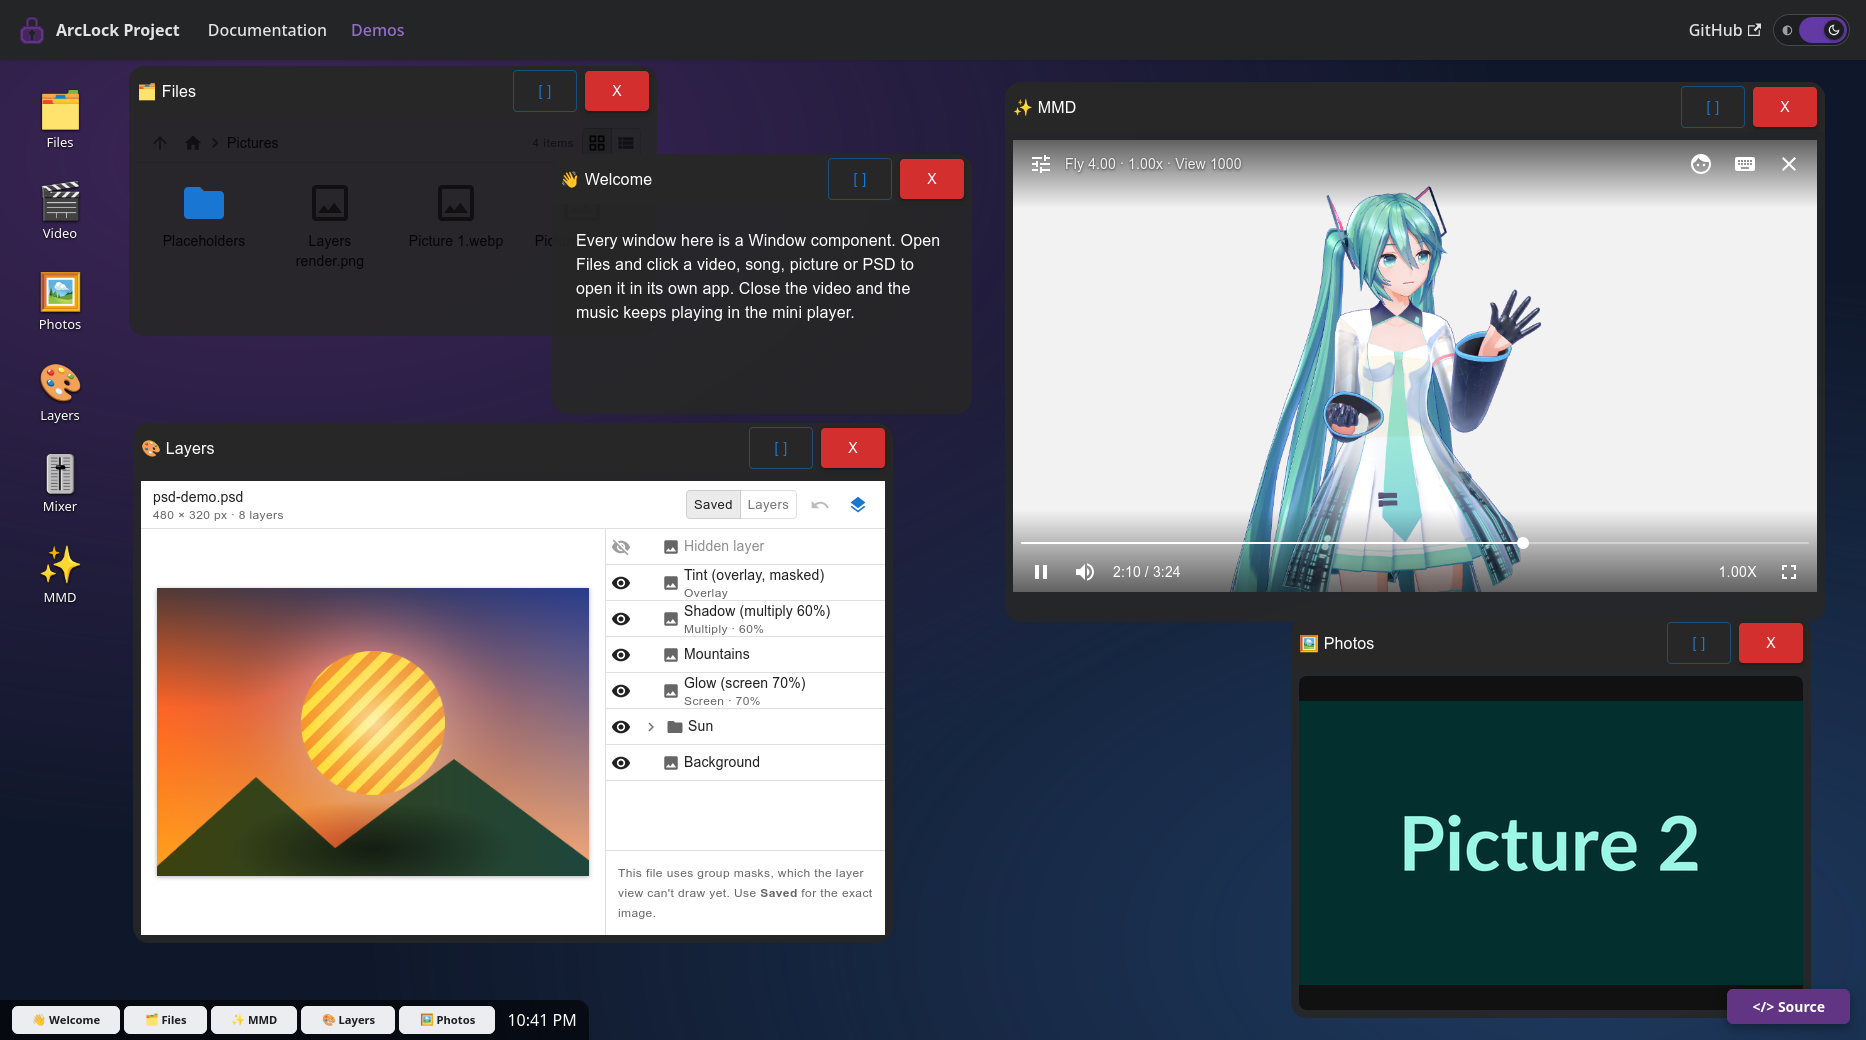 ArcLock Project
Documentation
Demos
GitHub
Files
Video
Photos
Layers
Mixer
MMD
Files
[ ]
X
Pictures
4 items
Placeholders
Layers
render.png
Picture 1.webp
Pic
Welcome
[ ]
X
Every window here is a Window component. Open
Files and click a video, song, picture or PSD to
open it in its own app. Close the video and the
music keeps playing in the mini player.
Layers
[ ]
X
psd-demo.psd
480 × 320 px · 8 layers
Saved
Layers
Hidden layer
Tint (overlay, masked)
Overlay
Shadow (multiply 60%)
Multiply · 60%
Mountains
Glow (screen 70%)
Screen · 70%
Sun
Background
This file uses group masks, which the layer
view can't draw yet. Use Saved for the exact
image.
MMD
[ ]
X
Fly 4.00 · 1.00x · View 1000
2:10 / 3:24
1.00X
Photos
[ ]
X
Picture 2
</> Source
Welcome
Files
MMD
Layers
Photos
10:41 PM